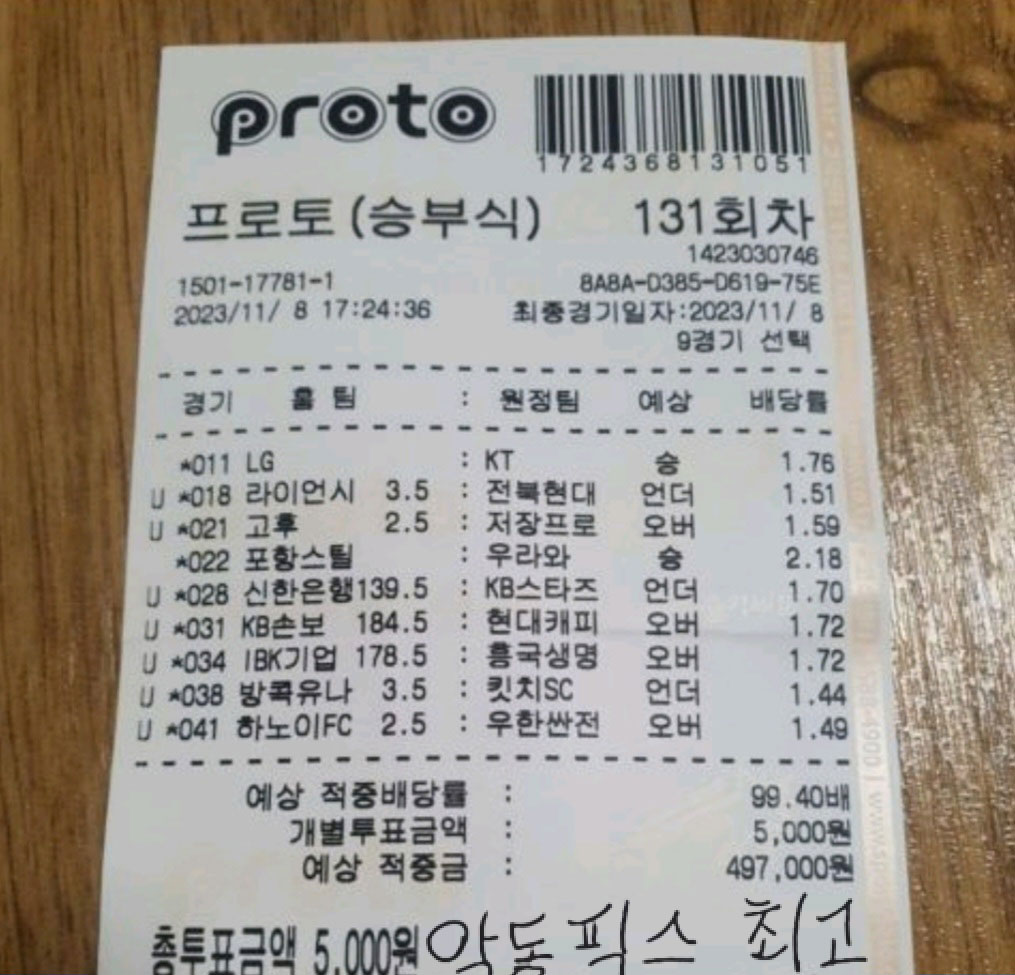 proto
1724368131051
프로토(승부식) 131회차
1423030746
1501-17781-1 8A8A-D385-D619-75E
2023/11/ 8 17:24:36 최종경기일자:2023/11/ 8
9경기 선택
경기 홈 팀 : 원정팀 예상 배당률
*011 LG : KT 승 1.76
U *018 라이언시 3.5 : 전북현대 언더 1.51
U *021 고후 2.5 : 저장프로 오버 1.59
*022 포항스틸 : 우라와 승 2.18
U *028 신한은행 139.5 : KB스타즈 언더 1.70
U *031 KB손보 184.5 : 현대캐피 오버 1.72
U *034 IBK기업 178.5 : 흥국생명 오버 1.72
U *038 방콕유나 3.5 : 킷치SC 언더 1.44
U *041 하노이FC 2.5 : 우한싼전 오버 1.49
예상 적중배당률 : 99.40배
개별투표금액 : 5,000원
예상 적중금 : 497,000원
총투표금액 5,000원 악동픽스 최고